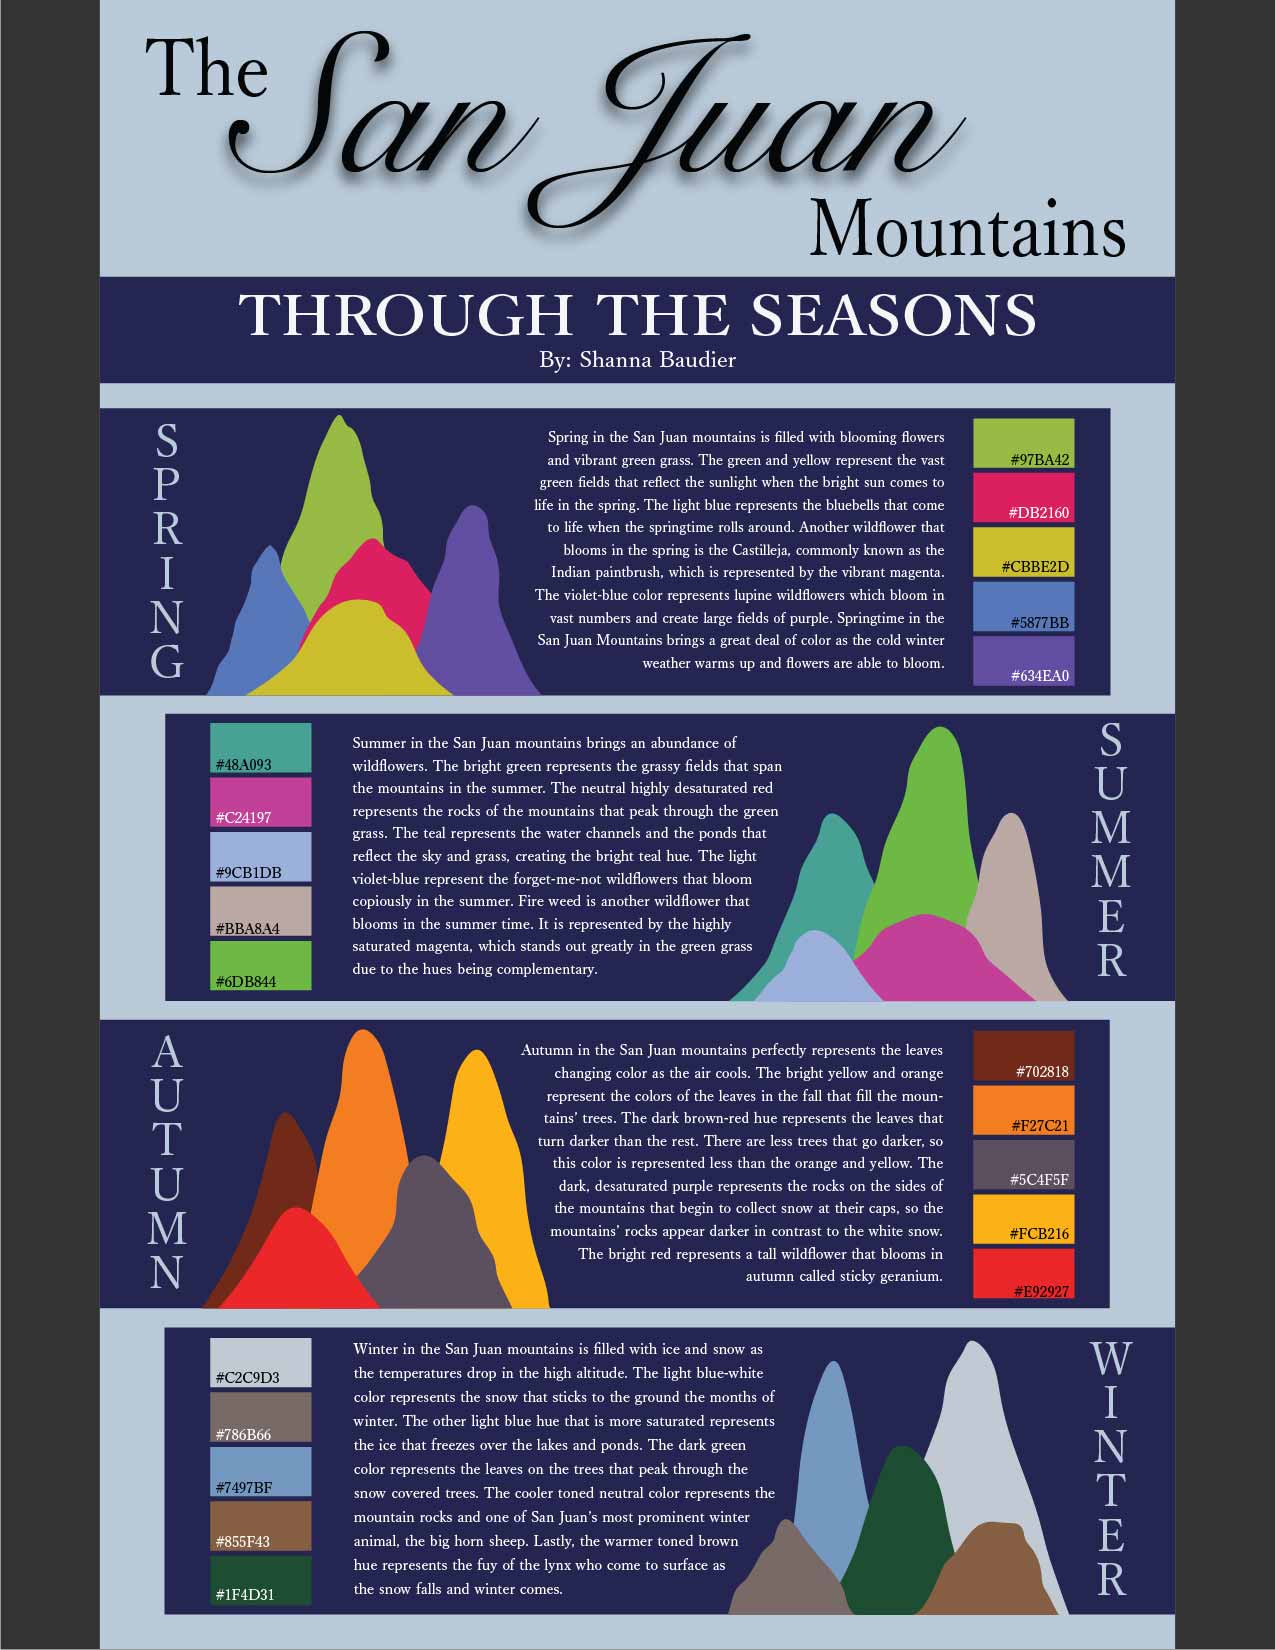 The
San Juan
Mountains
THROUGH THE SEASONS
By: Shanna Baudier
SPRING
Spring in the San Juan mountains is filled with blooming flowers
and vibrant green grass. The green and yellow represent the vast
green fields that reflect the sunlight when the bright sun comes to
life in the spring. The light blue represents the bluebells that come
to life when the springtime rolls around. Another wildflower that
blooms in the spring is the Castilleja, commonly known as the
Indian paintbrush, which is represented by the vibrant magenta.
The violet-blue color represents lupine wildflowers which bloom in
vast numbers and create large fields of purple. Springtime in the
San Juan Mountains brings a great deal of color as the cold winter
weather warms up and flowers are able to bloom.
#97BA42
#DB2160
#CBBE2D
#5877BB
#634EA0
#48A093
#C24197
#9CB1DB
#BBA8A4
#6DB844
Summer in the San Juan mountains brings an abundance of
wildflowers. The bright green represents the grassy fields that span
the mountains in the summer. The neutral highly desaturated red
represents the rocks of the mountains that peak through the green
grass. The teal represents the water channels and the ponds that
reflect the sky and grass, creating the bright teal hue. The light
violet-blue represent the forget-me-not wildflowers that bloom
copiously in the summer. Fire weed is another wildflower that
blooms in the summer time. It is represented by the highly
saturated magenta, which stands out greatly in the green grass
due to the hues being complementary.
SUMMER
AUTUMN
Autumn in the San Juan mountains perfectly represents the leaves
changing color as the air cools. The bright yellow and orange
represent the colors of the leaves in the fall that fill the moun-
tains' trees. The dark brown-red hue represents the leaves that
turn darker than the rest. There are less trees that go darker, so
this color is represented less than the orange and yellow. The
dark, desaturated purple represents the rocks on the sides of
the mountains that begin to collect snow at their caps, so the
mountains' rocks appear darker in contrast to the white snow.
The bright red represents a tall wildflower that blooms in
autumn called sticky geranium.
#702818
#F27C21
#5C4F5F
#FCB216
#E92927
#C2C9D3
#786B66
#7497BF
#855F43
#1F4D31
Winter in the San Juan mountains is filled with ice and snow as
the temperatures drop in the high altitude. The light blue-white
color represents the snow that sticks to the ground the months of
winter. The other light blue hue that is more saturated represents
the ice that freezes over the lakes and ponds. The dark green
color represents the leaves on the trees that peak through the
snow covered trees. The cooler toned neutral color represents the
mountain rocks and one of San Juan's most prominent winter
animal, the big horn sheep. Lastly, the warmer toned brown
hue represents the fuy of the lynx who come to surface as
the snow falls and winter comes.
WINTER